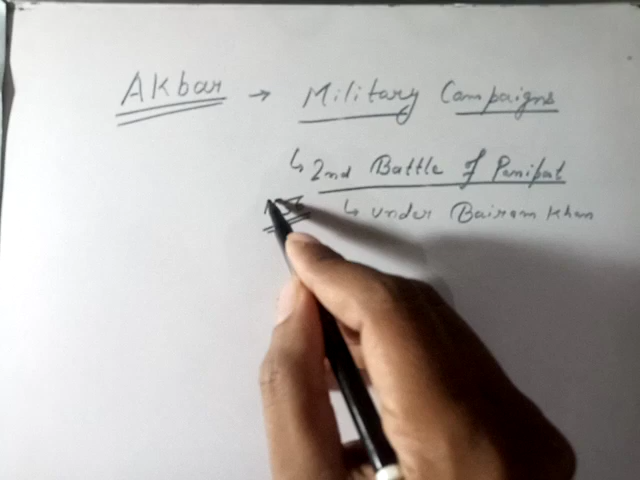 Akbar → Military Campaigns
↳ 2nd Battle of Panipat
↳ under Bairam Khan